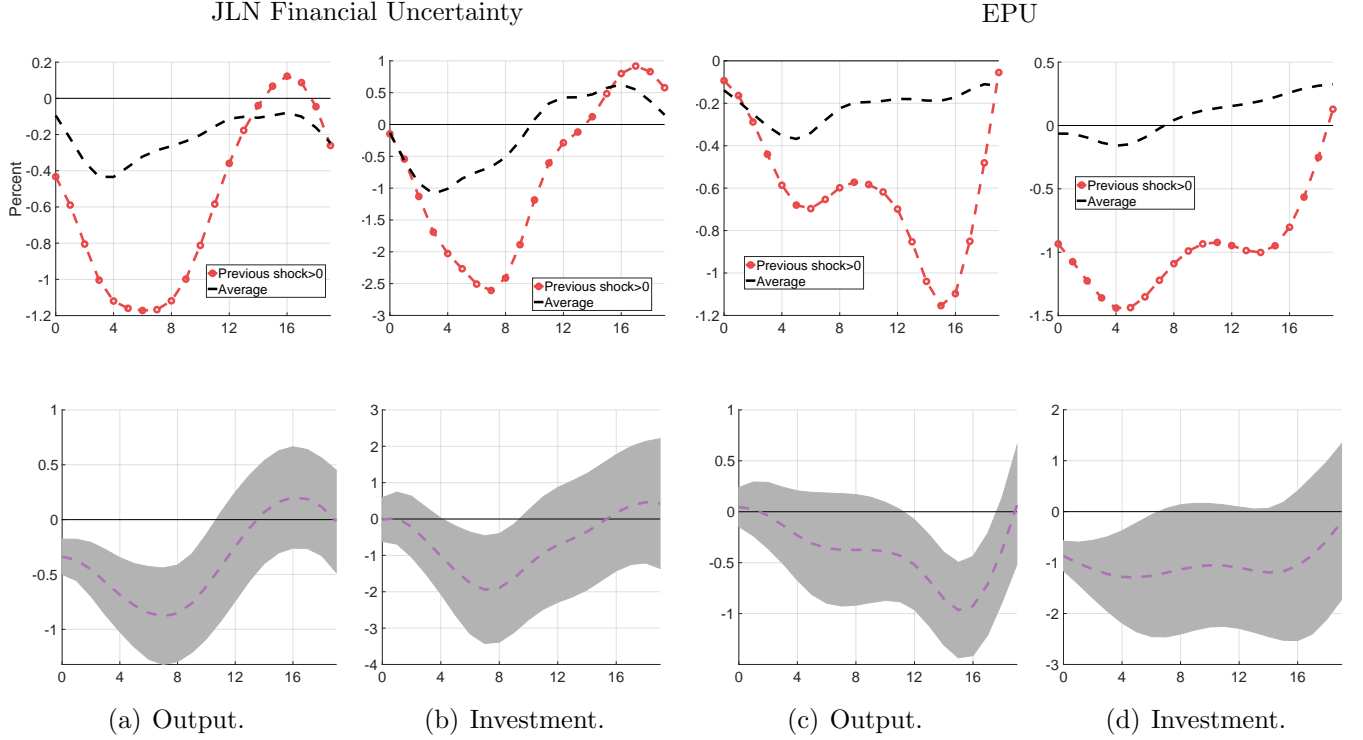 JLN Financial Uncertainty
EPU
Percent
0.2
0
-0.2
-0.4
-0.6
-0.8
-1
-1.2
0 4 8 12 16
Previous shock>0
Average
1
0.5
0
-0.5
-1
-1.5
-2
-2.5
-3
0 4 8 12 16
Previous shock>0
Average
0
-0.2
-0.4
-0.6
-0.8
-1
-1.2
0 4 8 12 16
Previous shock>0
Average
0.5
0
-0.5
-1
-1.5
0 4 8 12 16
Previous shock>0
Average
1
0.5
0
-0.5
-1
0 4 8 12 16
3
2
1
0
-1
-2
-3
-4
0 4 8 12 16
1
0.5
0
-0.5
-1
0 4 8 12 16
2
1
0
-1
-2
-3
0 4 8 12 16
(a) Output.
(b) Investment.
(c) Output.
(d) Investment.